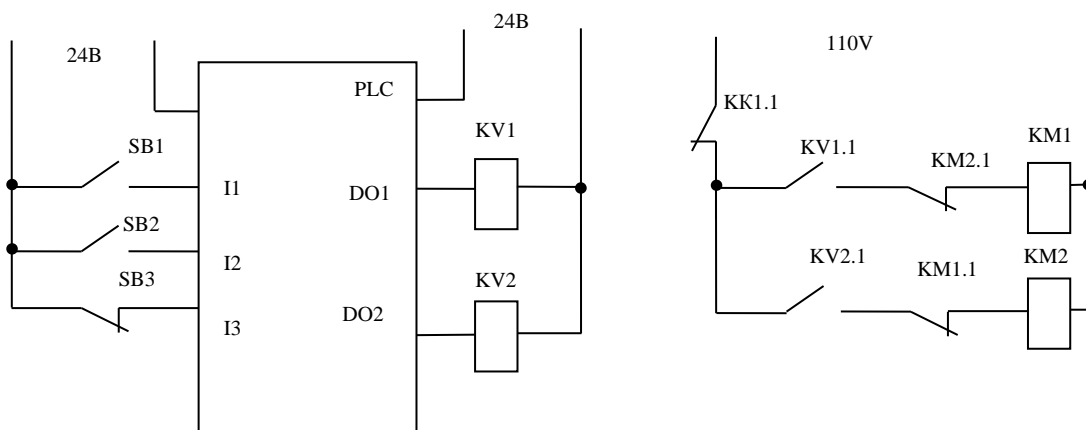 24В
24В
110V
PLC
KK1.1
SB1
KV1
KV1.1
KM2.1
KM1
I1
DO1
SB2
I2
SB3
KV2
KV2.1
KM1.1
KM2
I3
DO2